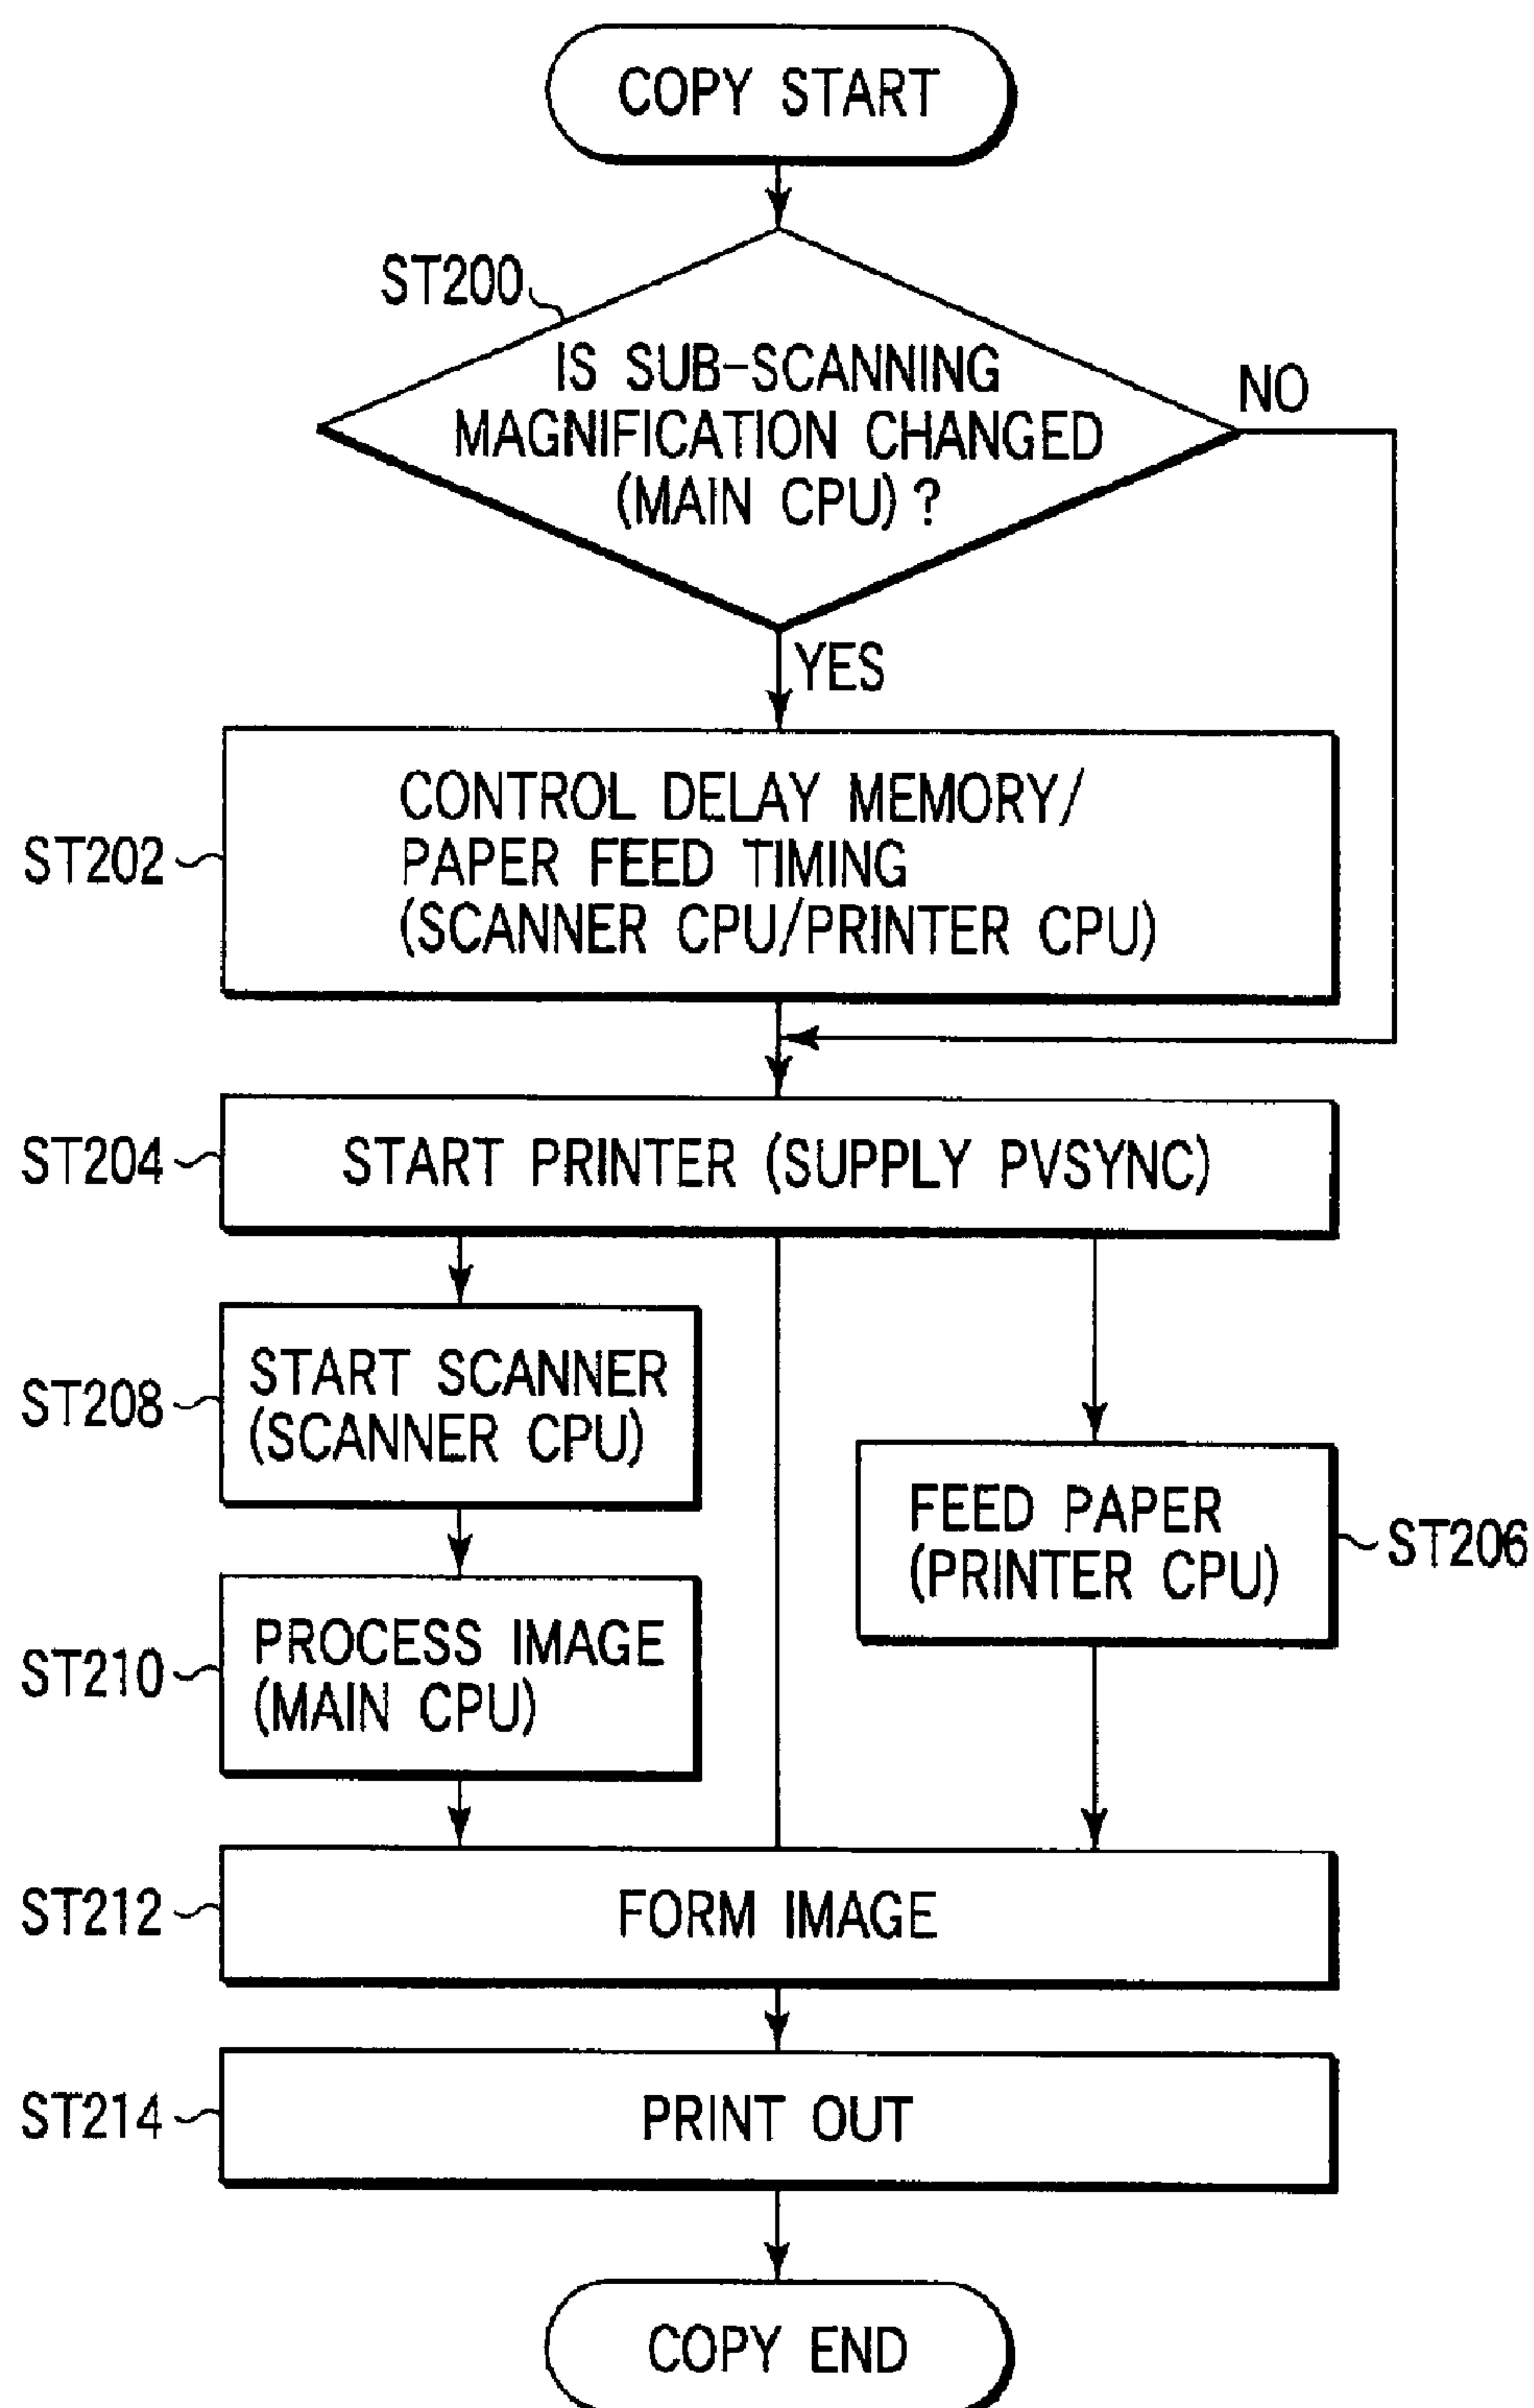 COPY START
ST200
IS SUB-SCANNING
MAGNIFICATION CHANGED
(MAIN CPU) ?
NO
YES
ST202
CONTROL DELAY MEMORY/
PAPER FEED TIMING
(SCANNER CPU/PRINTER CPU)
ST204
START PRINTER (SUPPLY PVSYNC)
ST208
START SCANNER
(SCANNER CPU)
FEED PAPER
(PRINTER CPU)
ST206
ST210
PROCESS IMAGE
(MAIN CPU)
ST212
FORM IMAGE
ST214
PRINT OUT
COPY END